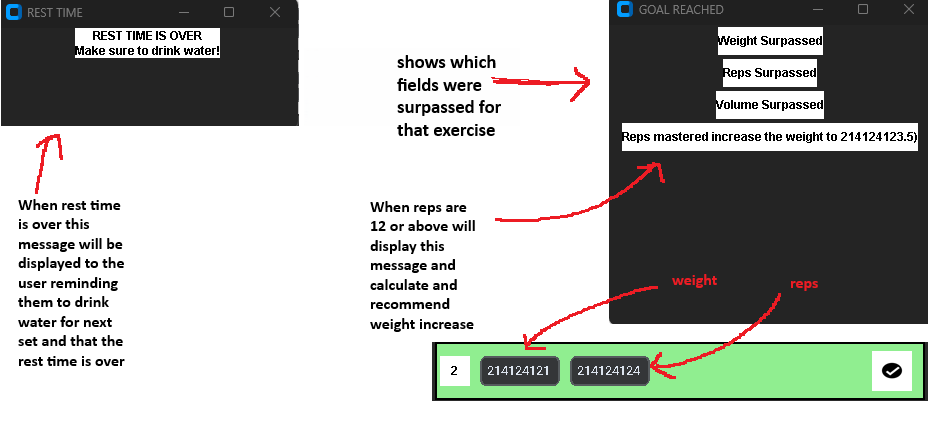 REST TIME
REST TIME IS OVER
Make sure to drink water!
When rest time
is over this
message will be
displayed to the
user reminding
them to drink
water for next
set and that the
rest time is over
shows which
fields were
surpassed for
that exercise
GOAL REACHED
Weight Surpassed
Reps Surpassed
Volume Surpassed
Reps mastered increase the weight to 214124123.5)
When reps are
12 or above will
display this
message and
calculate and
recommend
weight increase
weight
reps
2
214124121
214124124